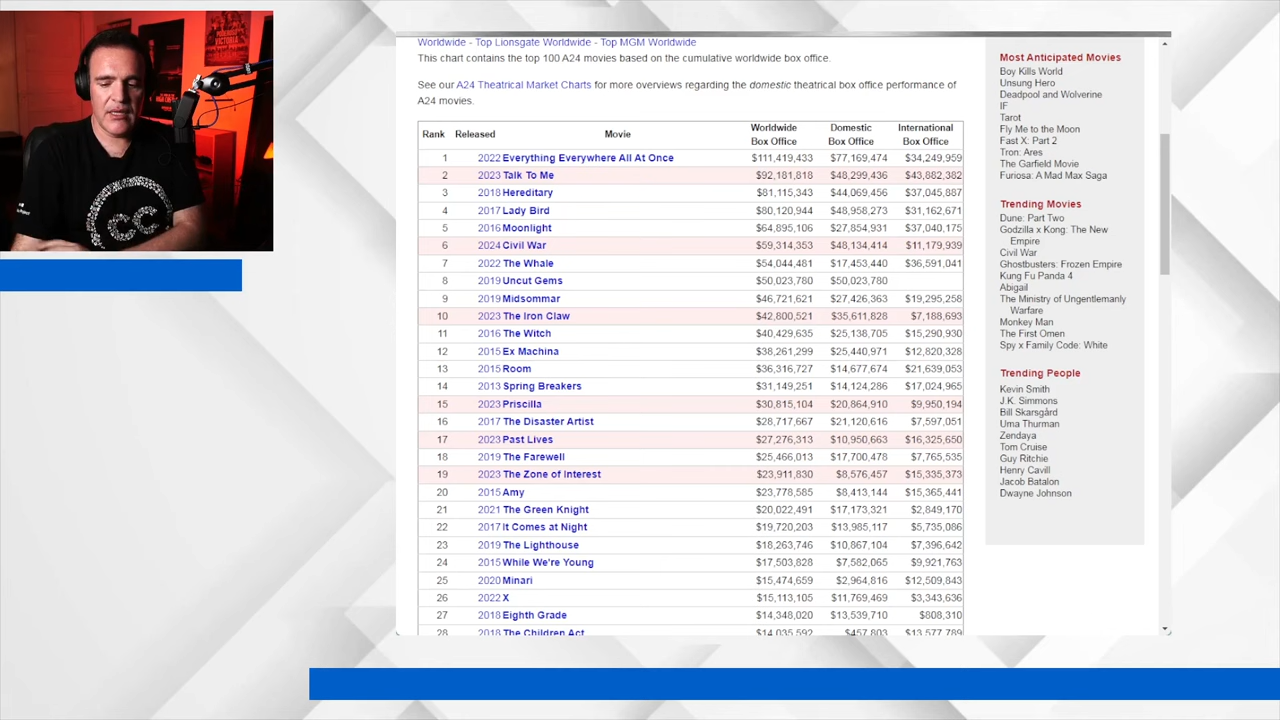 Worldwide - Top Lionsgate Worldwide - Top MGM Worldwide
This chart contains the top 100 A24 movies based on the cumulative worldwide box office.
See our A24 Theatrical Market Charts for more overviews regarding the domestic theatrical box office performance of
A24 movies.
Rank Released Movie Worldwide Box Office Domestic Box Office International Box Office
1 2022 Everything Everywhere All At Once $111,419,433 $77,169,474 $34,249,959
2 2023 Talk To Me $92,181,818 $48,299,436 $43,882,382
3 2018 Hereditary $81,115,343 $44,069,456 $37,045,887
4 2017 Lady Bird $80,120,944 $48,958,273 $31,162,671
5 2016 Moonlight $64,895,106 $27,854,931 $37,040,175
6 2024 Civil War $59,314,353 $48,134,414 $11,179,939
7 2022 The Whale $54,044,481 $17,453,440 $36,591,041
8 2019 Uncut Gems $50,023,780 $50,023,780
9 2019 Midsommar $46,721,621 $27,426,363 $19,295,258
10 2023 The Iron Claw $42,800,521 $35,611,828 $7,188,693
11 2016 The Witch $40,429,635 $25,138,705 $15,290,930
12 2015 Ex Machina $38,261,299 $25,440,971 $12,820,328
13 2015 Room $36,316,727 $14,677,674 $21,639,053
14 2013 Spring Breakers $31,149,251 $14,124,286 $17,024,965
15 2023 Priscilla $30,815,104 $20,864,910 $9,950,194
16 2017 The Disaster Artist $28,717,667 $21,120,616 $7,597,051
17 2023 Past Lives $27,276,313 $10,950,663 $16,325,650
18 2019 The Farewell $25,466,013 $17,700,478 $7,765,535
19 2023 The Zone of Interest $23,911,830 $8,576,457 $15,335,373
20 2015 Amy $23,778,585 $8,413,144 $15,365,441
21 2021 The Green Knight $20,022,491 $17,173,321 $2,849,170
22 2017 It Comes at Night $19,720,203 $13,985,117 $5,735,086
23 2019 The Lighthouse $18,263,746 $10,867,104 $7,396,642
24 2015 While We're Young $17,503,828 $7,582,065 $9,921,763
25 2020 Minari $15,474,659 $2,964,816 $12,509,843
26 2022 X $15,113,105 $11,769,469 $3,343,636
27 2018 Eighth Grade $14,348,020 $13,539,710 $808,310
28 2018 The Children Act $14,035,592 $457,803 $13,577,789
Most Anticipated Movies
Boy Kills World
Unsung Hero
Deadpool and Wolverine
IF
Tarot
Fly Me to the Moon
Fast X: Part 2
Tron: Ares
The Garfield Movie
Furiosa: A Mad Max Saga
Trending Movies
Dune: Part Two
Godzilla x Kong: The New
Empire
Civil War
Ghostbusters: Frozen Empire
Kung Fu Panda 4
Abigail
The Ministry of Ungentlemanly
Warfare
Monkey Man
The First Omen
Spy x Family Code: White
Trending People
Kevin Smith
J.K. Simmons
Bill Skarsgård
Uma Thurman
Zendaya
Tom Cruise
Guy Ritchie
Henry Cavill
Jacob Batalon
Dwayne Johnson
CC